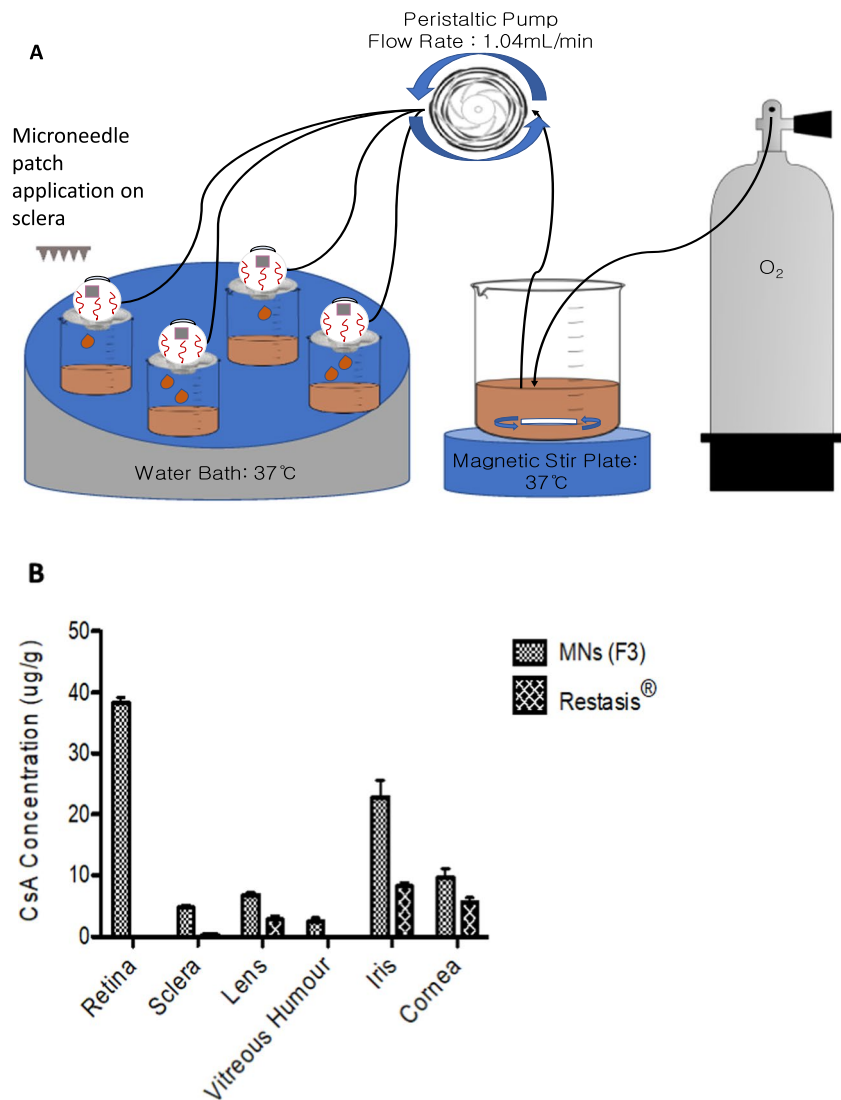 A
Peristaltic Pump
Flow Rate : 1.04mL/min
Microneedle
patch
application on
sclera
O₂
Water Bath: 37℃
Magnetic Stir Plate:
37℃
B
CsA Concentration (ug/g)
50
40
30
20
10
0
Retina
Sclera
Lens
Vitreous Humour
Iris
Cornea
MNs (F3)
Restasis®